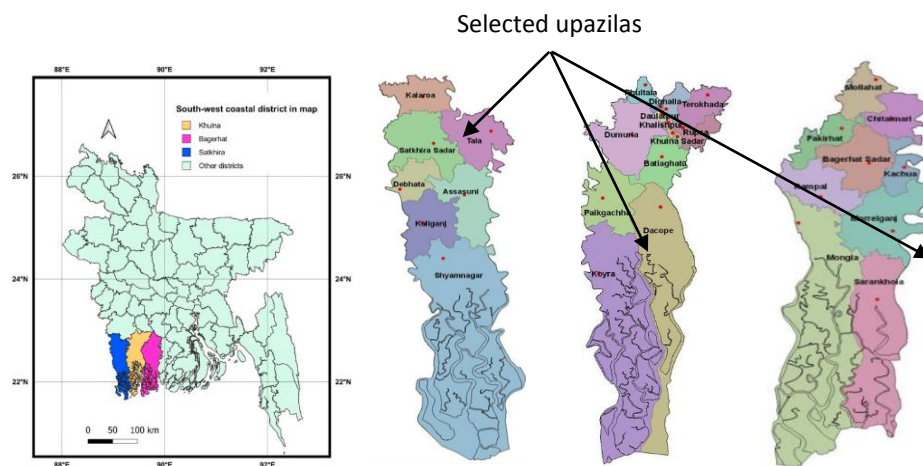 Selected upazilas
88°E
90°E
92°E
South-west coastal district in map
Khulna
Bagerhat
Satkhira
Other districts
26°N
24°N
22°N
26°N
24°N
22°N
0
50
100 km
88°E
90°E
92°E
Kalaroa
Tala
Satkhira Sadar
Debhata
Assasuni
Kaliganj
Shyamnagar
Phultala
Dighalia
Terokhada
Daulatpur
Khalishpur
Dumuria
Rupsa
Khulna Sadar
Batiaghata
Paikgachha
Dacope
Koyra
Mollahat
Chitalmari
Fakirhat
Bagerhat Sadar
Kachua
Rampal
Morrelganj
Mongla
Sarankhola